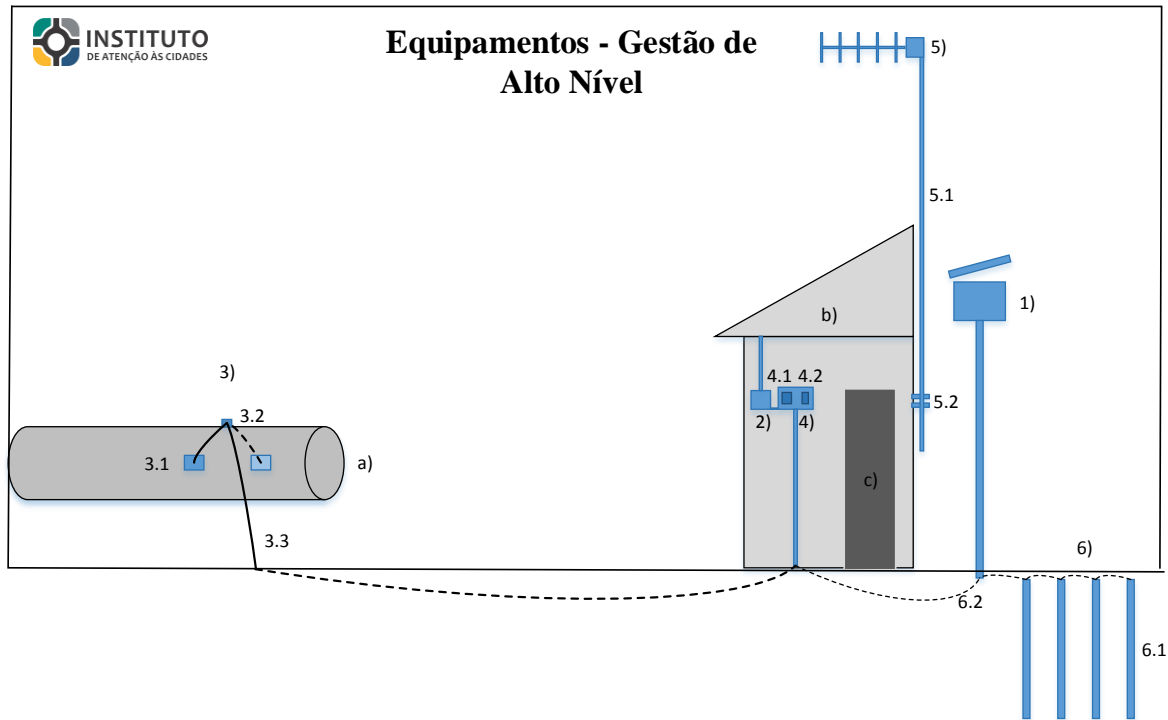 INSTITUTO
DE ATENÇÃO ÀS CIDADES
Equipamentos - Gestão de
Alto Nível
5)
5.1
1)
b)
3)
4.1 4.2
3.2
5.2
2) 4)
3.1
a)
c)
3.3
6)
6.2
6.1